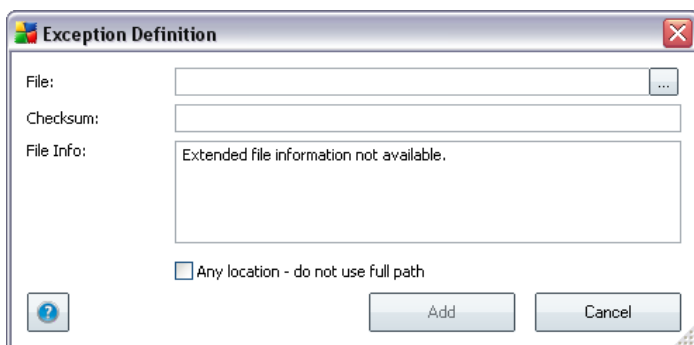 Exception Definition
File:
...
Checksum:
File Info:
Extended file information not available.
Any location - do not use full path
?
Add
Cancel